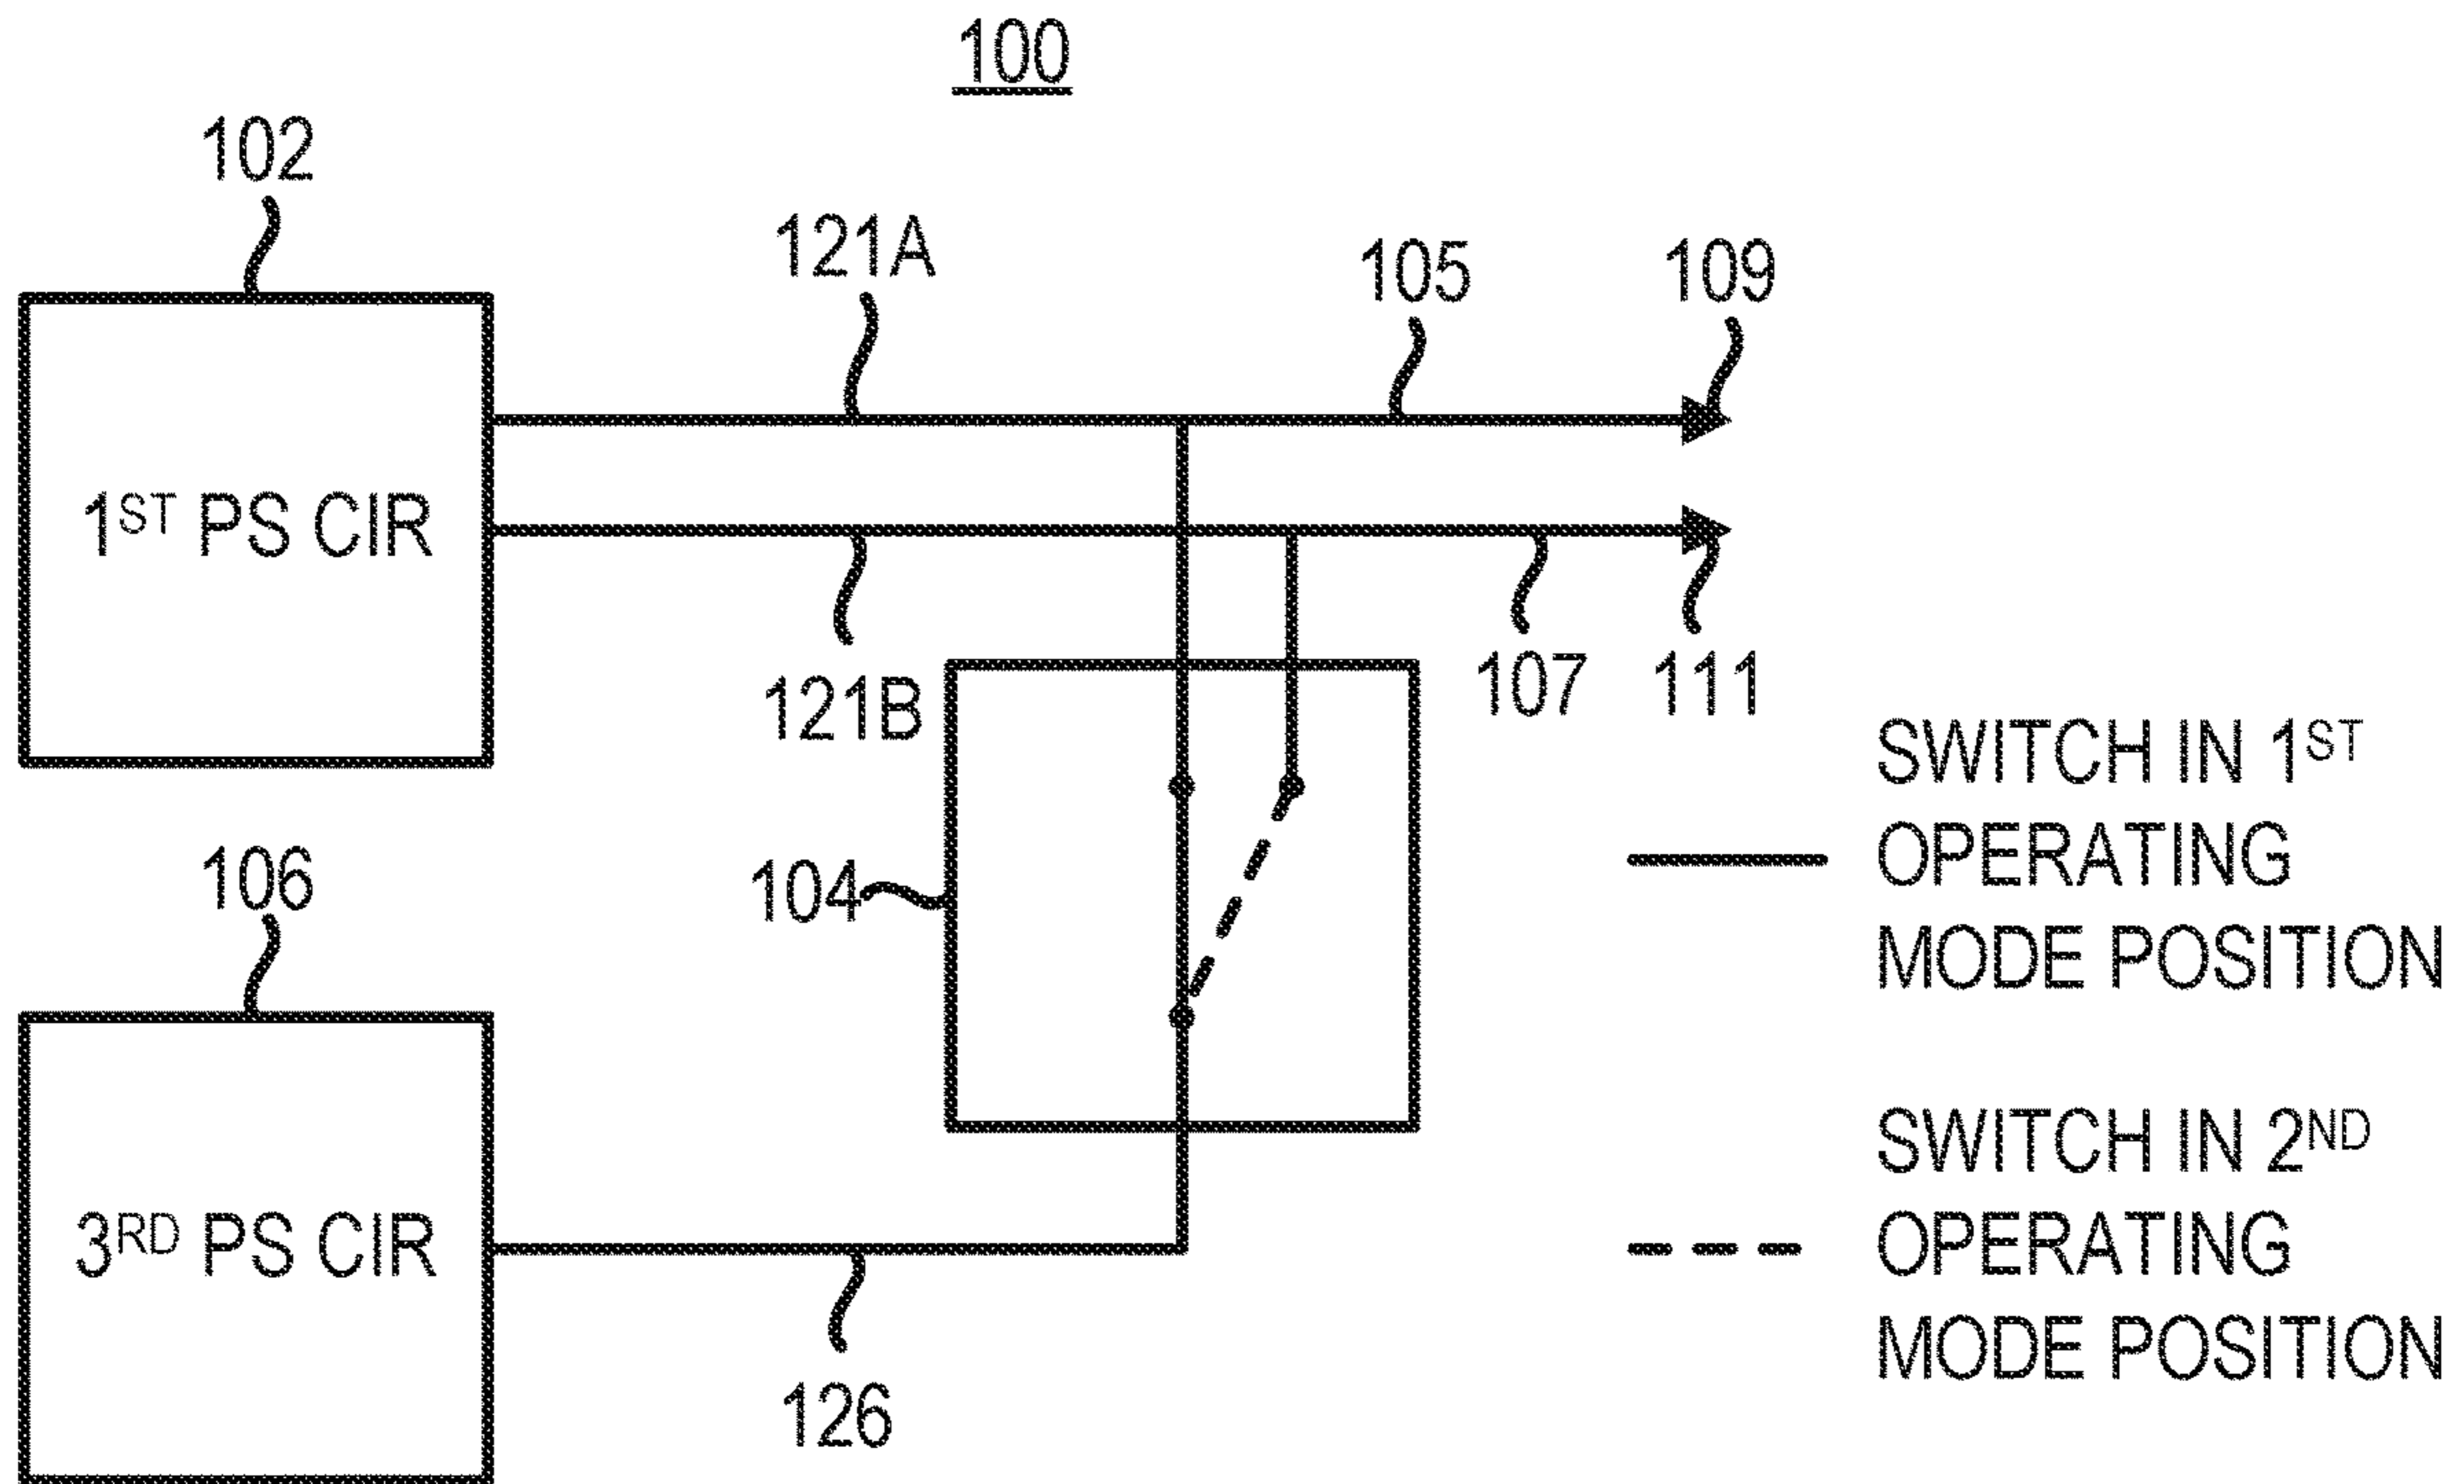 100
102
121A
105
109
1ST PS CIR
121B
107
111
104
SWITCH IN 1ST
OPERATING
MODE POSITION
106
3RD PS CIR
126
SWITCH IN 2ND
OPERATING
MODE POSITION